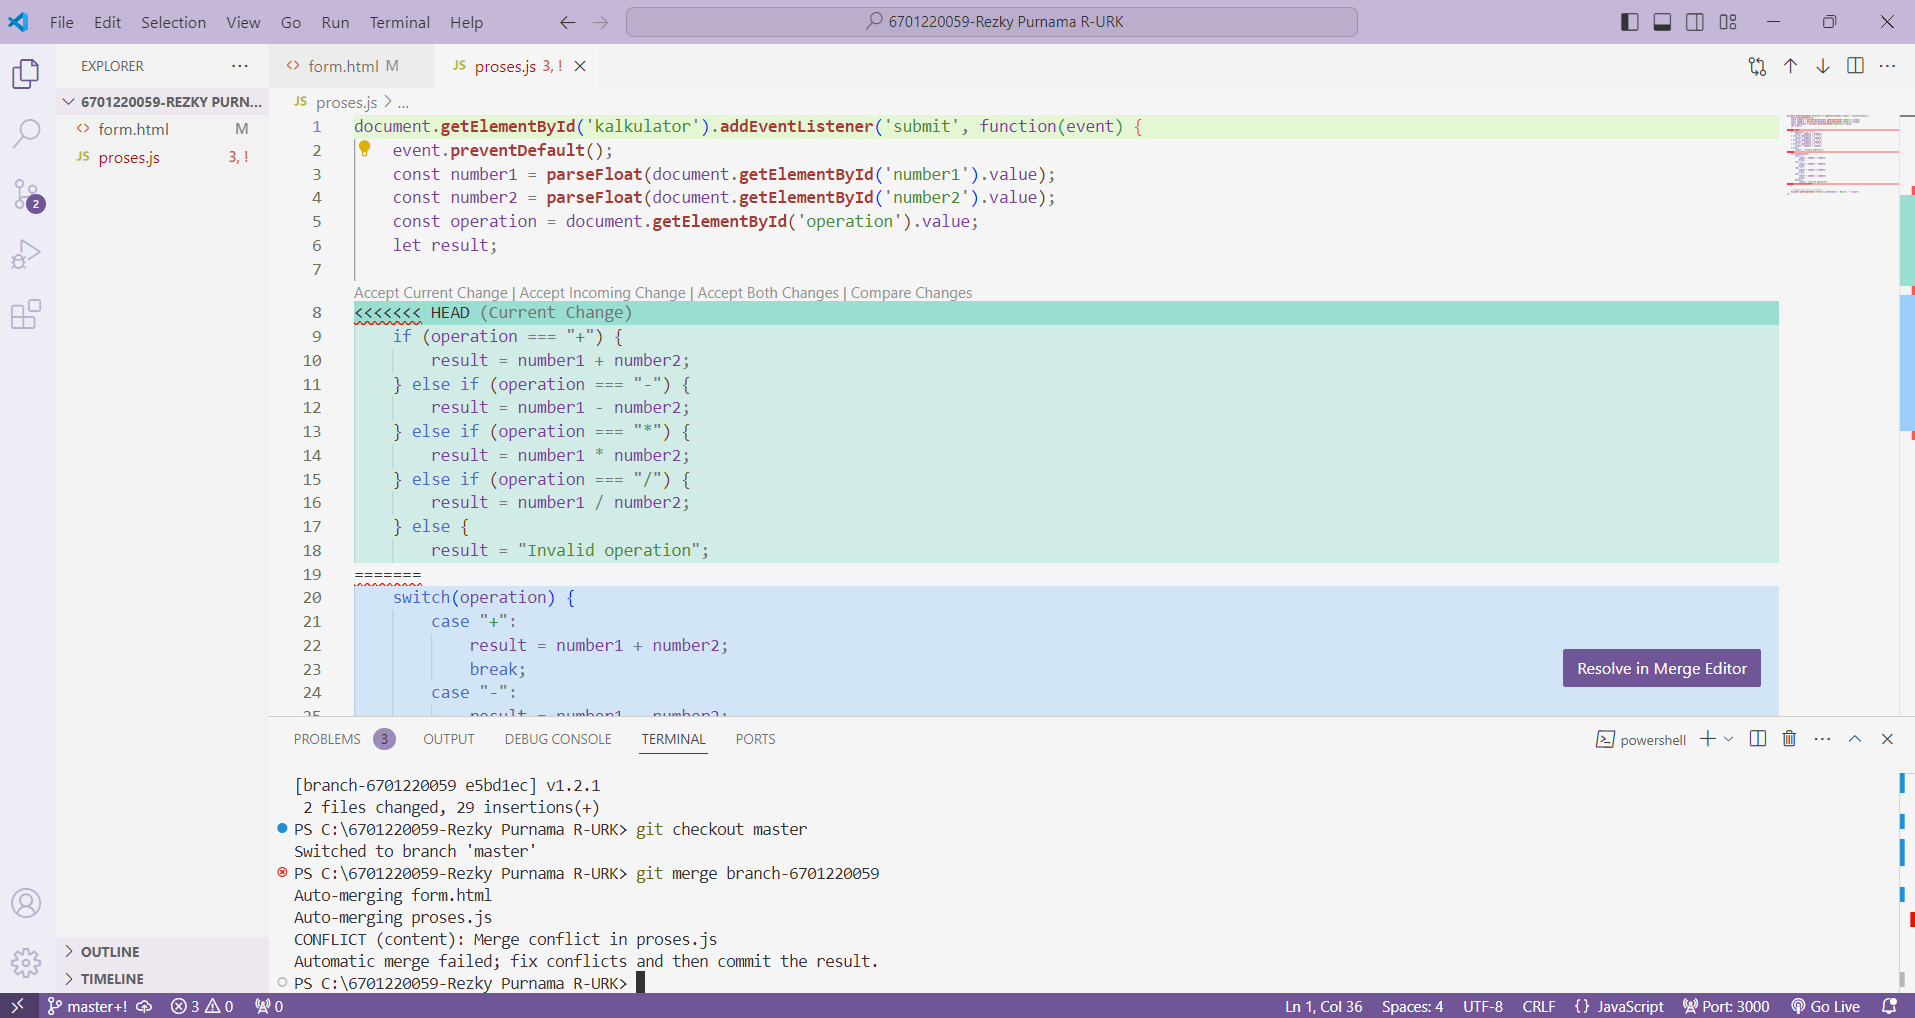 File Edit Selection View Go Run Terminal Help
6701220059-Rezky Purnama R-URK
EXPLORER
form.html M
JS proses.js 3, !
6701220059-REZKY PURN...
form.html M
JS proses.js 3, !
JS proses.js > ...
1 document.getElementById('kalkulator').addEventListener('submit', function(event) {
2 event.preventDefault();
3 const number1 = parseFloat(document.getElementById('number1').value);
4 const number2 = parseFloat(document.getElementById('number2').value);
5 const operation = document.getElementById('operation').value;
6 let result;
7
Accept Current Change | Accept Incoming Change | Accept Both Changes | Compare Changes
8 <<<<<<< HEAD (Current Change)
9 if (operation === "+") {
10 result = number1 + number2;
11 } else if (operation === "-") {
12 result = number1 - number2;
13 } else if (operation === "*") {
14 result = number1 * number2;
15 } else if (operation === "/") {
16 result = number1 / number2;
17 } else {
18 result = "Invalid operation";
19 =======
20 switch(operation) {
21 case "+":
22 result = number1 + number2;
23 break;
24 case "-":
25 result = number1 - number2;
Resolve in Merge Editor
2
PROBLEMS 3 OUTPUT DEBUG CONSOLE TERMINAL PORTS
powershell
[branch-6701220059 e5bd1ec] v1.2.1
2 files changed, 29 insertions(+)
PS C:\6701220059-Rezky Purnama R-URK> git checkout master
Switched to branch 'master'
PS C:\6701220059-Rezky Purnama R-URK> git merge branch-6701220059
Auto-merging form.html
Auto-merging proses.js
CONFLICT (content): Merge conflict in proses.js
Automatic merge failed; fix conflicts and then commit the result.
PS C:\6701220059-Rezky Purnama R-URK>
OUTLINE
TIMELINE
master+! 3 0 0 Ln 1, Col 36 Spaces: 4 UTF-8 CRLF {} JavaScript Port: 3000 Go Live